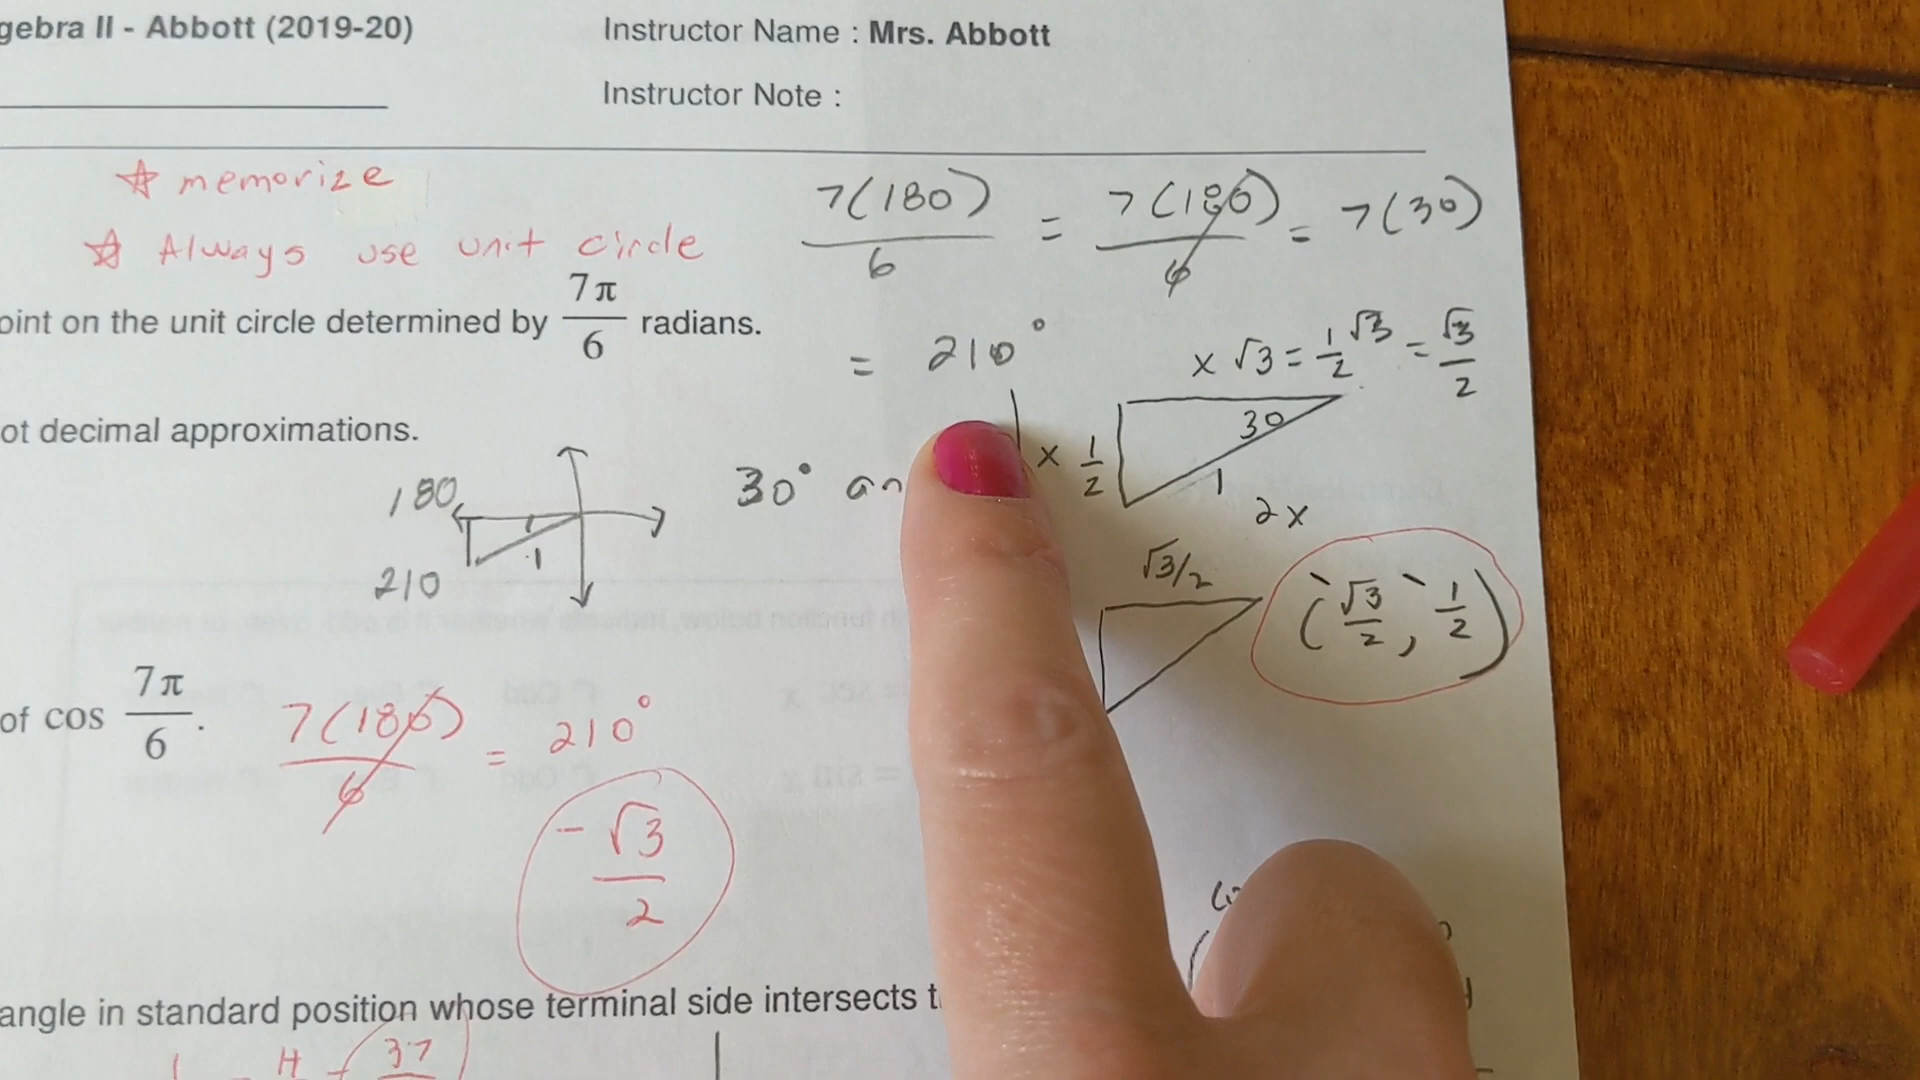 gebra II - Abbott (2019-20)
Instructor Name : Mrs. Abbott
Instructor Note :
☆ memorize
☆ Always use unit circle
7(180)/6 = 7(180)/6 = 7(30)
= 210°
oint on the unit circle determined by 7π/6 radians.
x √3 = 1/2 √3 = √3/2
30
x 1/2
1
2x
ot decimal approximations.
180
30° an
1
210
√3/2
(-√3/2, -1/2)
of cos 7π/6.
7(180)/6 = 210°
-√3/2
angle in standard position whose terminal side intersects t
37